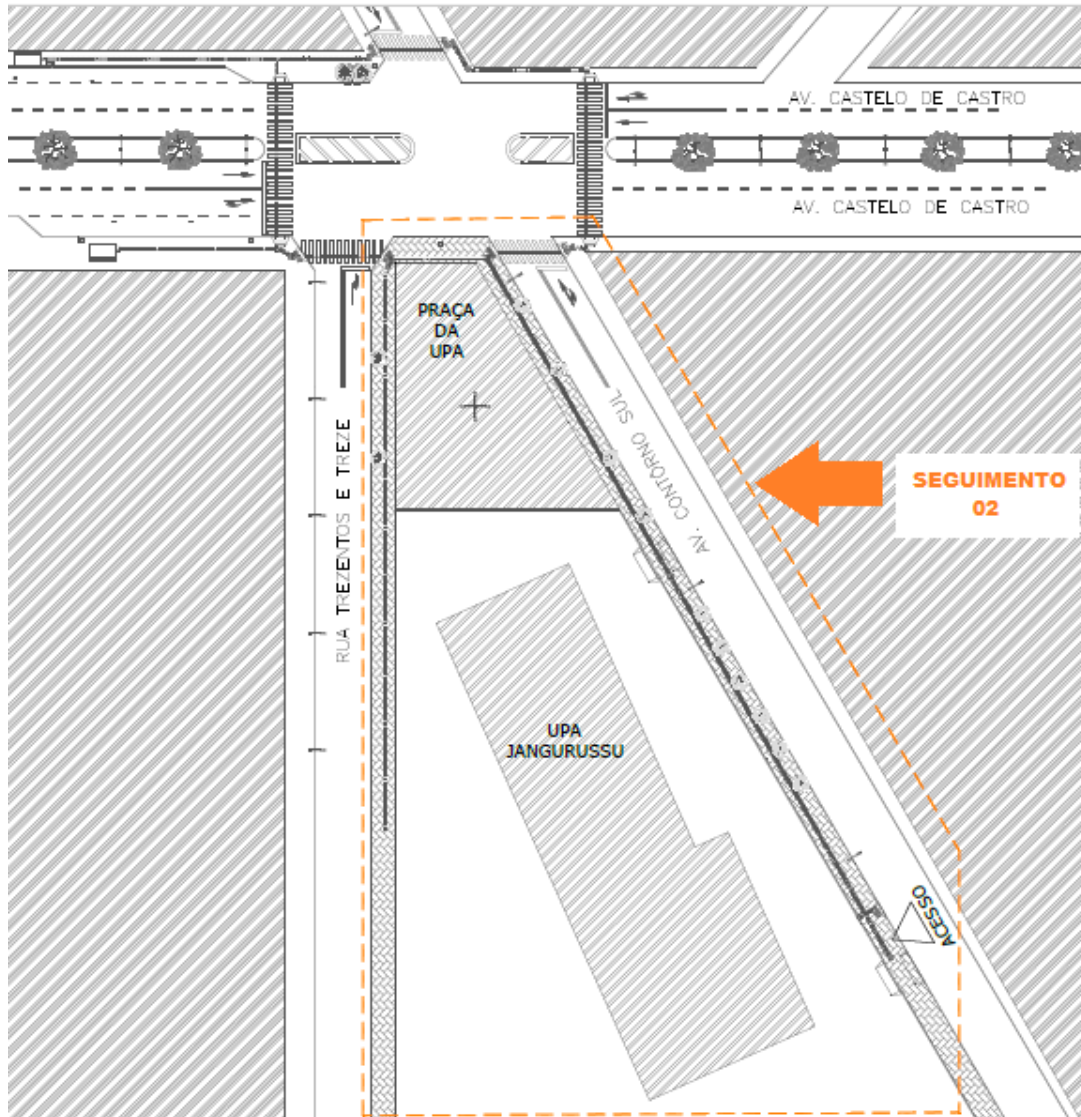 AV. CASTELO DE CASTRO
AV. CASTELO DE CASTRO
PRAÇA
DA
UPA
RUA TREZENTOS E TREZE
AV. CONTORNO SUL
SEGUIMENTO
02
UPA
JANGURUSSU
ACESSO